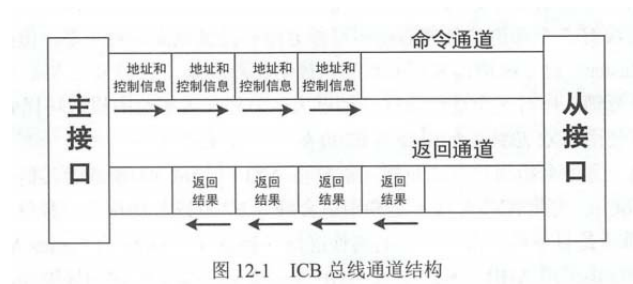 命令通道
地址和 地址和 地址和 地址和
控制信息 控制信息 控制信息 控制信息
主接口
从接口
返回通道
返回 返回 返回 返回
结果 结果 结果 结果
图 12-1 ICB 总线通道结构